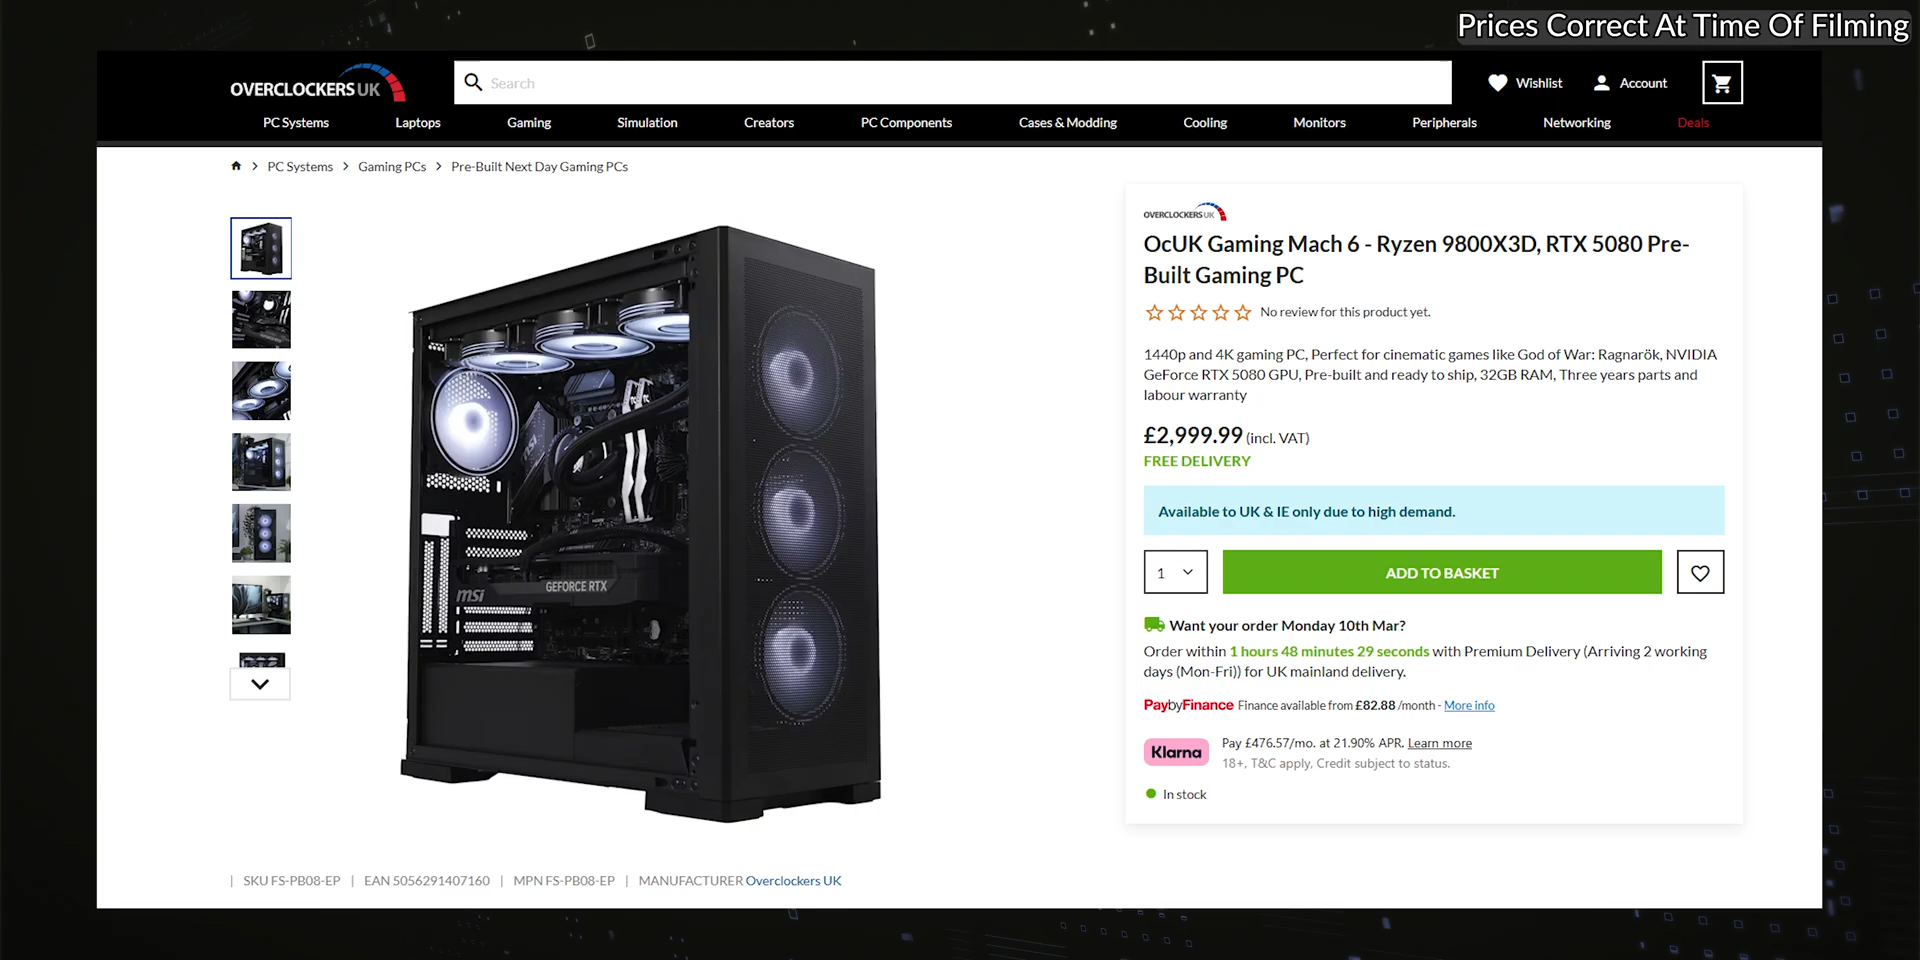 Prices Correct At Time Of Filming
OVERCLOCKERS UK
Search
Wishlist
Account
PC Systems
Laptops
Gaming
Simulation
Creators
PC Components
Cases & Modding
Cooling
Monitors
Peripherals
Networking
Deals
PC Systems > Gaming PCs > Pre-Built Next Day Gaming PCs
OVERCLOCKERS UK
OcUK Gaming Mach 6 - Ryzen 9800X3D, RTX 5080 Pre-
Built Gaming PC
No review for this product yet.
1440p and 4K gaming PC, Perfect for cinematic games like God of War: Ragnarök, NVIDIA
GeForce RTX 5080 GPU, Pre-built and ready to ship, 32GB RAM, Three years parts and
labour warranty
£2,999.99 (incl. VAT)
FREE DELIVERY
Available to UK & IE only due to high demand.
1
ADD TO BASKET
Want your order Monday 10th Mar?
Order within 1 hours 48 minutes 29 seconds with Premium Delivery (Arriving 2 working
days (Mon-Fri)) for UK mainland delivery.
PaybyFinance Finance available from £82.88 /month - More info
Klarna
Pay £476.57/mo. at 21.90% APR. Learn more
18+, T&C apply, Credit subject to status.
In stock
GEFORCE RTX
msi
| SKU FS-PB08-EP | EAN 5056291407160 | MPN FS-PB08-EP | MANUFACTURER Overclockers UK